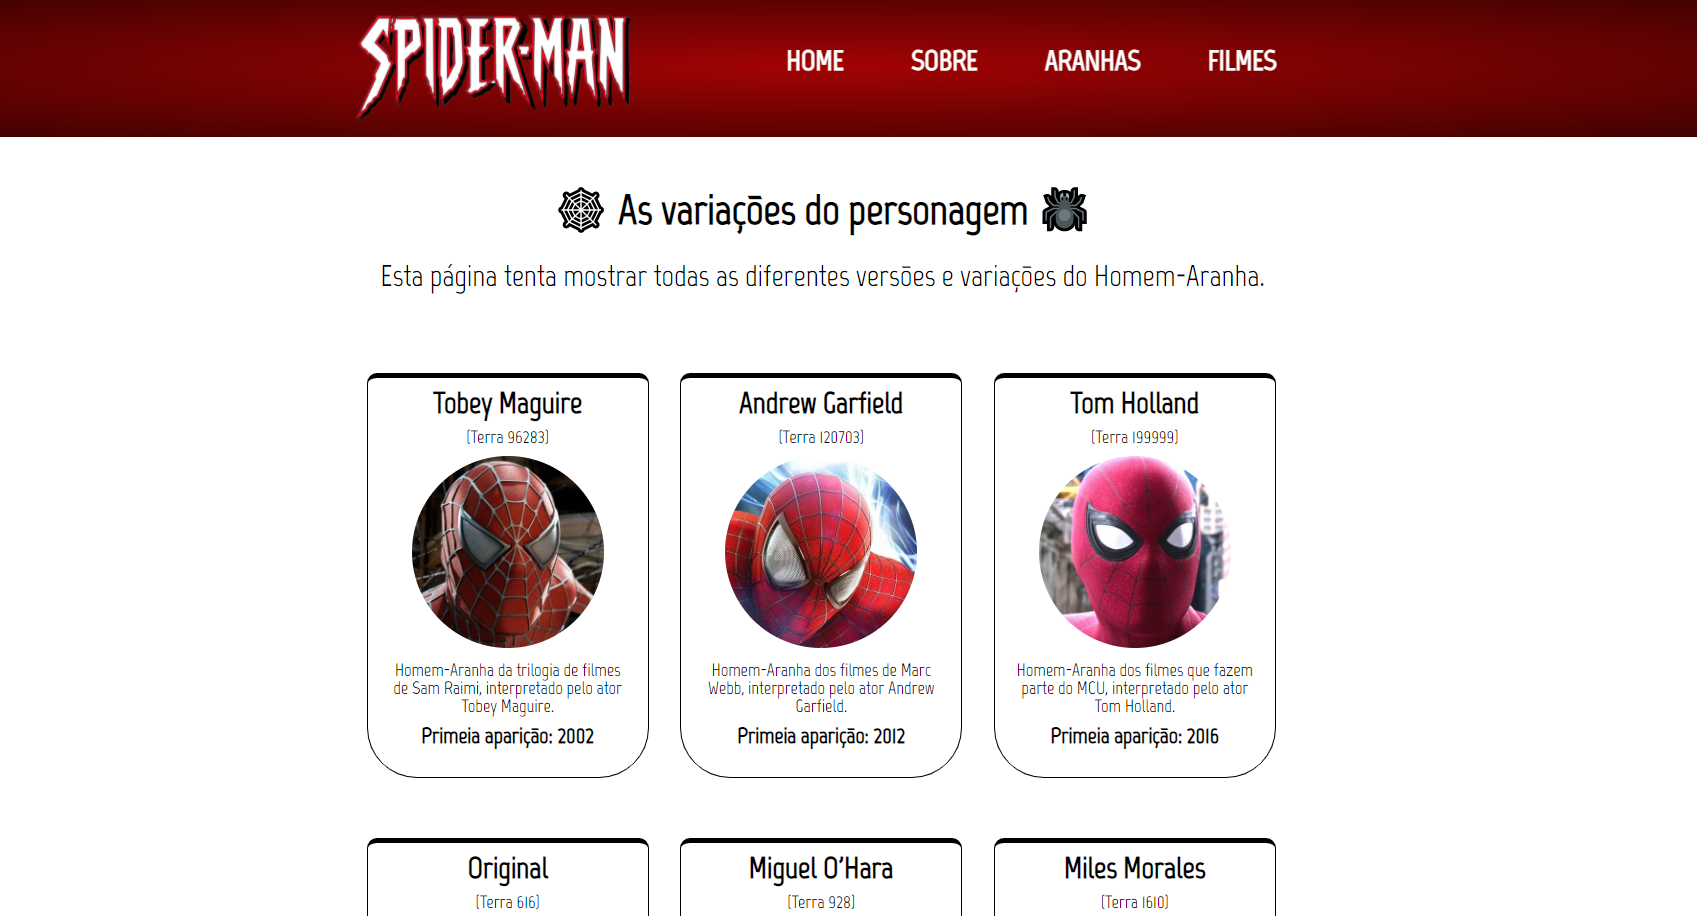 SPIDER-MAN
HOME SOBRE ARANHAS FILMES
As variações do personagem
Esta página tenta mostrar todas as diferentes versões e variações do Homem-Aranha.
Tobey Maguire
(Terra 96283)
Homem-Aranha da trilogia de filmes
de Sam Raimi, interpretado pelo ator
Tobey Maguire.
Primeia aparição: 2002
Andrew Garfield
(Terra 120703)
Homem-Aranha dos filmes de Marc
Webb, interpretado pelo ator Andrew
Garfield.
Primeia aparição: 2012
Tom Holland
(Terra 199999)
Homem-Aranha dos filmes que fazem
parte do MCU, interpretado pelo ator
Tom Holland.
Primeia aparição: 2016
Original
(Terra 616)
Miguel O'Hara
(Terra 928)
Miles Morales
(Terra 1610)